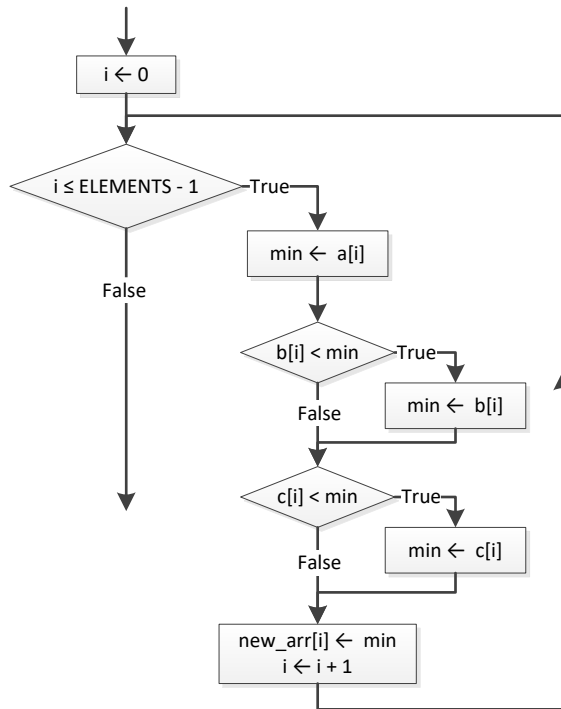 i ← 0
i ≤ ELEMENTS - 1
True
min ← a[i]
False
b[i] < min
True
min ← b[i]
False
c[i] < min
True
min ← c[i]
False
new_arr[i] ← min
i ← i + 1